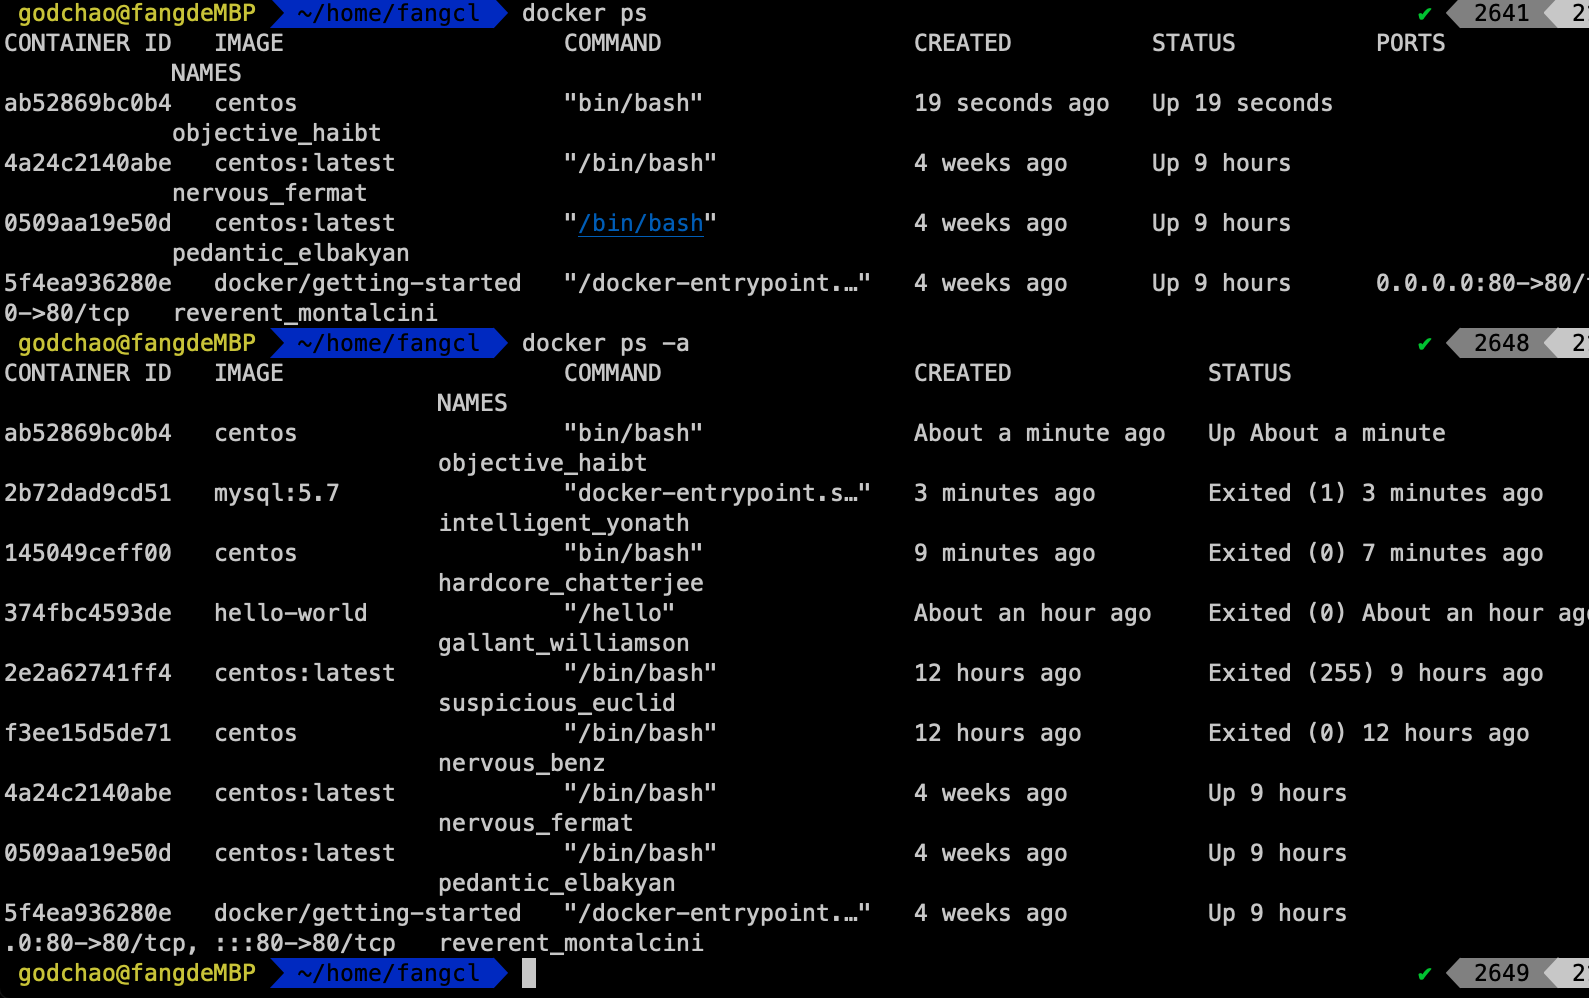 godchao@fangdeMBP ~/home/fangcl docker ps ✔ 2641
CONTAINER ID IMAGE COMMAND CREATED STATUS PORTS
NAMES
ab52869bc0b4 centos "bin/bash" 19 seconds ago Up 19 seconds
objective_haibt
4a24c2140abe centos:latest "/bin/bash" 4 weeks ago Up 9 hours
nervous_fermat
0509aa19e50d centos:latest "/bin/bash" 4 weeks ago Up 9 hours
pedantic_elbakyan
5f4ea936280e docker/getting-started "/docker-entrypoint.…" 4 weeks ago Up 9 hours 0.0.0.0:80->80/
0->80/tcp reverent_montalcini
godchao@fangdeMBP ~/home/fangcl docker ps -a ✔ 2648
CONTAINER ID IMAGE COMMAND CREATED STATUS
NAMES
ab52869bc0b4 centos "bin/bash" About a minute ago Up About a minute
objective_haibt
2b72dad9cd51 mysql:5.7 "docker-entrypoint.s…" 3 minutes ago Exited (1) 3 minutes ago
intelligent_yonath
145049ceff00 centos "bin/bash" 9 minutes ago Exited (0) 7 minutes ago
hardcore_chatterjee
374fbc4593de hello-world "/hello" About an hour ago Exited (0) About an hour ag
gallant_williamson
2e2a62741ff4 centos:latest "/bin/bash" 12 hours ago Exited (255) 9 hours ago
suspicious_euclid
f3ee15d5de71 centos "/bin/bash" 12 hours ago Exited (0) 12 hours ago
nervous_benz
4a24c2140abe centos:latest "/bin/bash" 4 weeks ago Up 9 hours
nervous_fermat
0509aa19e50d centos:latest "/bin/bash" 4 weeks ago Up 9 hours
pedantic_elbakyan
5f4ea936280e docker/getting-started "/docker-entrypoint.…" 4 weeks ago Up 9 hours
.0:80->80/tcp, :::80->80/tcp reverent_montalcini
godchao@fangdeMBP ~/home/fangcl ✔ 2649